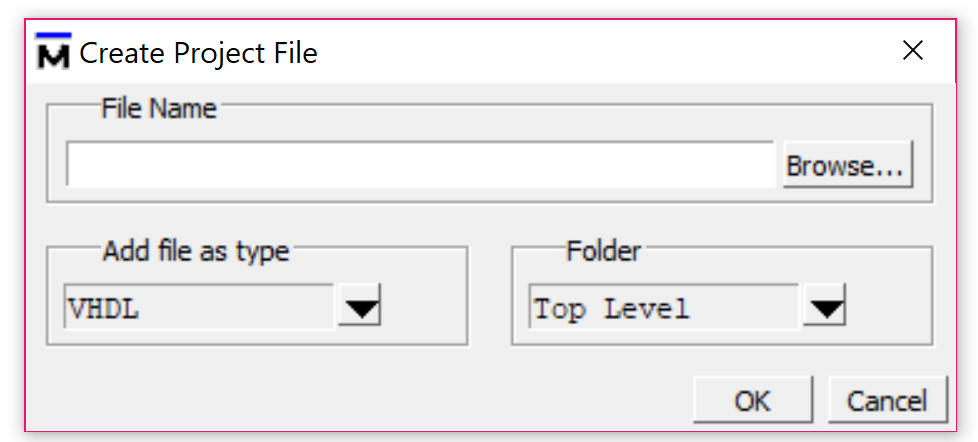 Create Project File
File Name
Browse...
Add file as type
Folder
VHDL
Top Level
OK
Cancel